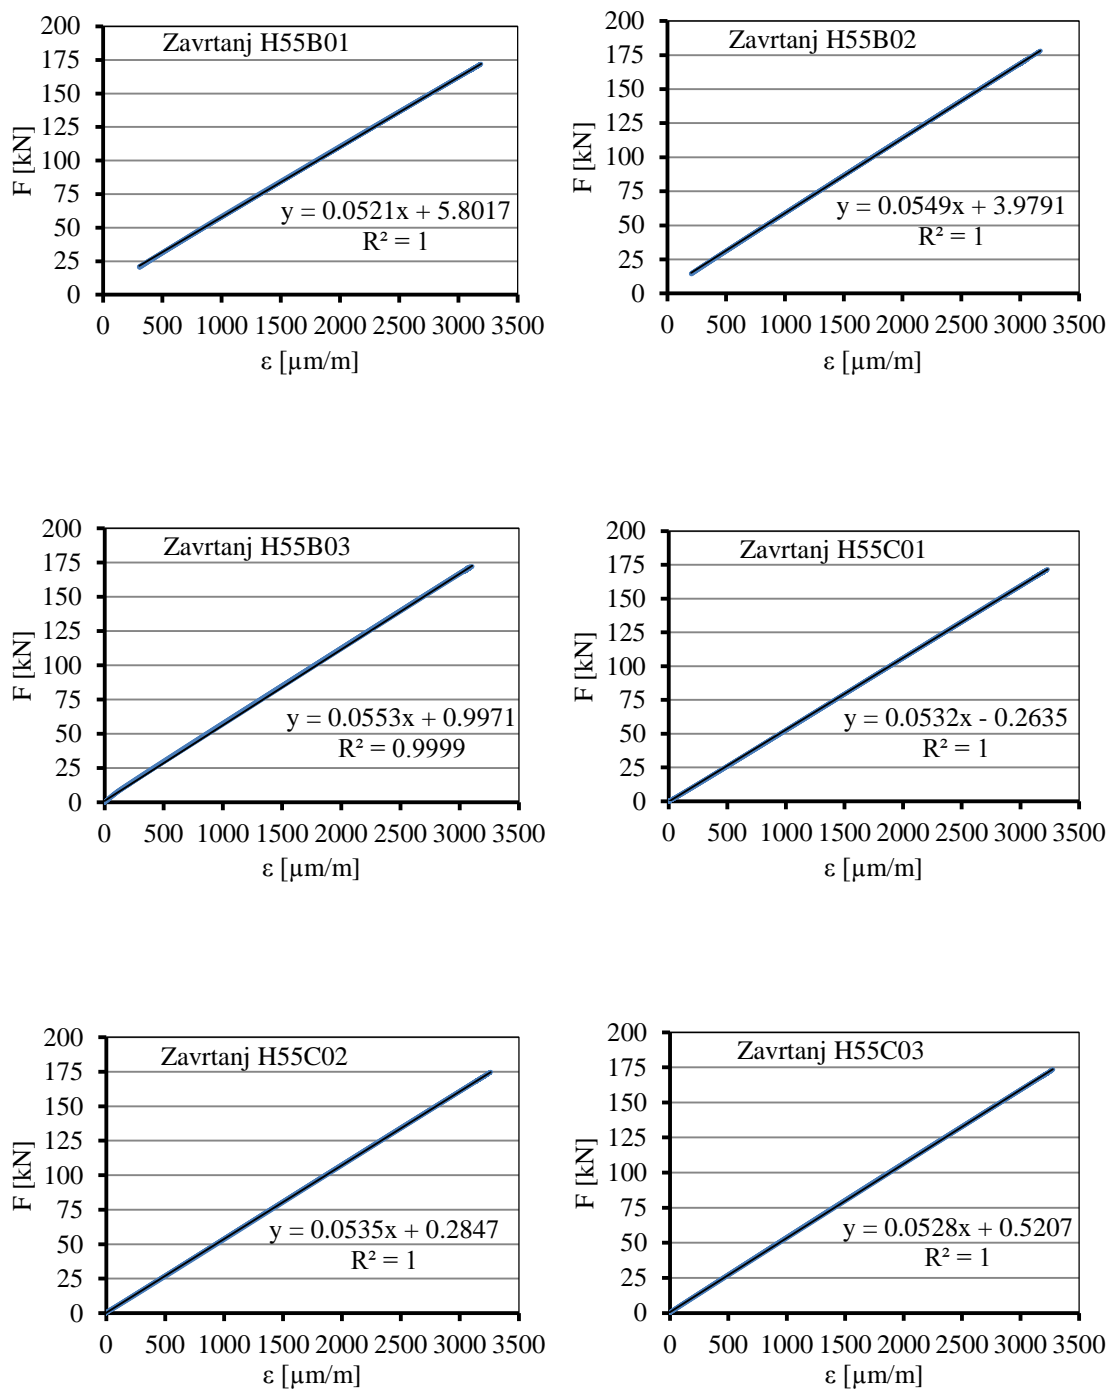 Zavrtanj H55B01
200
175
150
125
100
75
50
25
0
F [kN]
y = 0.0521x + 5.8017
R² = 1
0 500 1000 1500 2000 2500 3000 3500
ε [µm/m]
Zavrtanj H55B02
200
175
150
125
100
75
50
25
0
F [kN]
y = 0.0549x + 3.9791
R² = 1
0 500 1000 1500 2000 2500 3000 3500
ε [µm/m]
Zavrtanj H55B03
200
175
150
125
100
75
50
25
0
F [kN]
y = 0.0553x + 0.9971
R² = 0.9999
0 500 1000 1500 2000 2500 3000 3500
ε [µm/m]
Zavrtanj H55C01
200
175
150
125
100
75
50
25
0
F [kN]
y = 0.0532x - 0.2635
R² = 1
0 500 1000 1500 2000 2500 3000 3500
ε [µm/m]
Zavrtanj H55C02
200
175
150
125
100
75
50
25
0
F [kN]
y = 0.0535x + 0.2847
R² = 1
0 500 1000 1500 2000 2500 3000 3500
ε [µm/m]
Zavrtanj H55C03
200
175
150
125
100
75
50
25
0
F [kN]
y = 0.0528x + 0.5207
R² = 1
0 500 1000 1500 2000 2500 3000 3500
ε [µm/m]